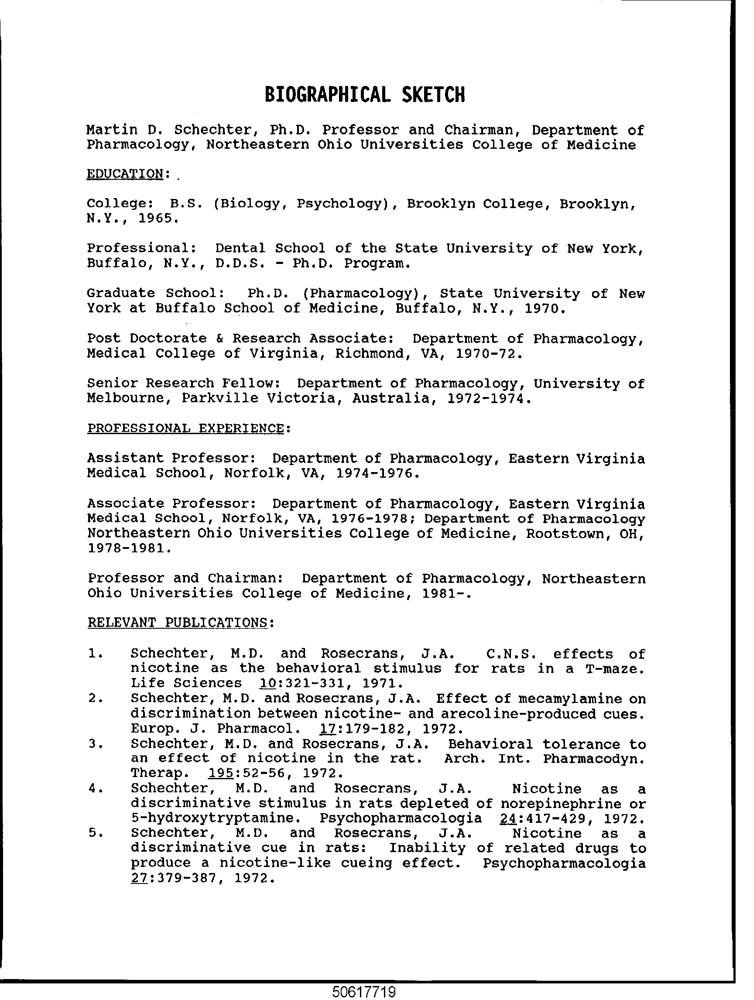 BIOGRAPHICAL SKETCH
Martin D. Schechter, Ph.D. Professor and Chairman, Department of
Pharmacology, Northeastern Ohio Universities College of Medicine
EDUCATION:
College: B.S. (Biology, Psychology), Brooklyn College, Brooklyn,
N.Y., 1965.
Professional: Dental School of the State University of New York,
Buffalo, N.Y., D.D.S. - Ph.D. Program.
Graduate School: Ph.D. (Pharmacology), State University of New
York at Buffalo School of Medicine, Buffalo, N.Y., 1970.
Post Doctorate & Research Associate: Department of Pharmacology,
Medical College of Virginia, Richmond, VA, 1970-72.
Senior Research Fellow: Department of Pharmacology, University of
Melbourne, Parkville Victoria, Australia, 1972-1974.
PROFESSIONAL EXPERIENCE:
Assistant Professor: Department of Pharmacology, Eastern Virginia
Medical School, Norfolk, VA, 1974-1976.
Associate Professor: Department of Pharmacology, Eastern Virginia
Medical School, Norfolk, VA, 1976-1978; Department of Pharmacology
Northeastern Ohio Universities College of Medicine, Rootstown, OH,
1978-1981.
Professor and Chairman: Department of Pharmacology, Northeastern
Ohio Universities College of Medicine, 1981-.
RELEVANT PUBLICATIONS:
1. Schechter, M.D. and Rosecrans, J.A. C.N.S. effects of
nicotine as the behavioral stimulus for rats in a T-maze.
Life Sciences 10:321-331, 1971.
2. Schechter, M.D. and Rosecrans, J.A. Effect of mecamylamine on
discrimination between nicotine- and arecoline-produced cues.
Europ. J. Pharmacol. 17:179-182, 1972.
3. Schechter, M.D. and Rosecrans, J.A. Behavioral tolerance to
an effect of nicotine in the rat. Arch. Int. Pharmacodyn.
Therap. 195:52-56, 1972.
4. Schechter, M.D. and Rosecrans, J.A. Nicotine as a
discriminative stimulus in rats depleted of norepinephrine or
5-hydroxytryptamine. Psychopharmacologia 24:417-429, 1972.
5. Schechter, M.D. and Rosecrans, J.A. Nicotine as a
discriminative cue in rats: Inability of related drugs to
produce a nicotine-like cueing effect. Psychopharmacologia
27:379-387, 1972.
50617719